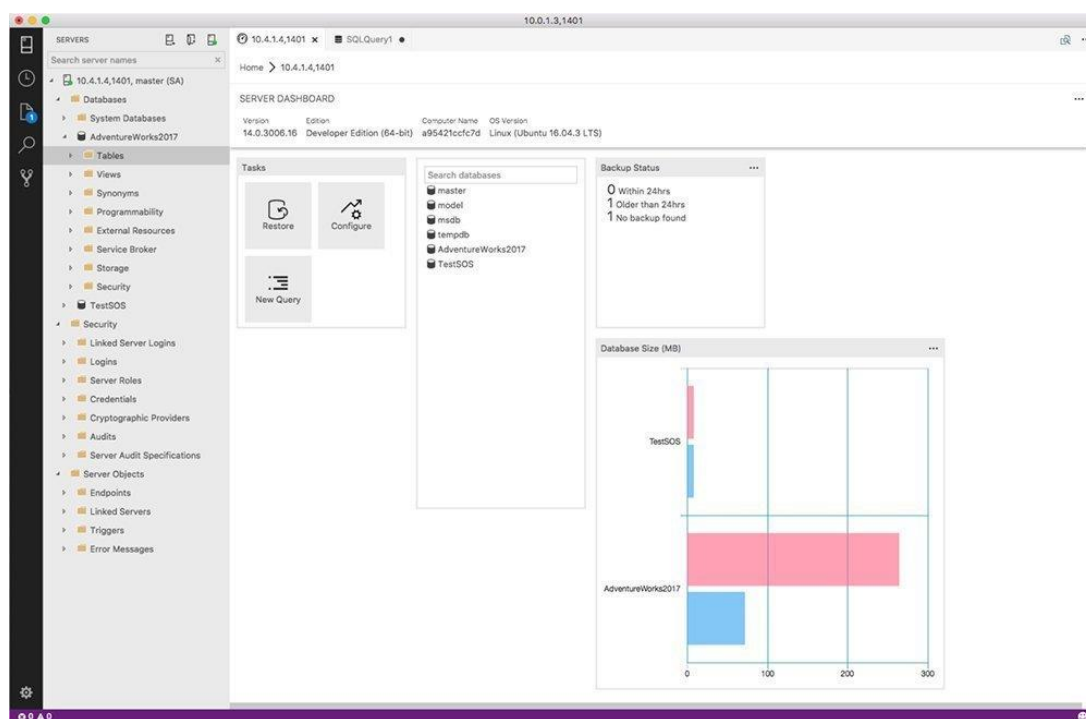 10.0.1.3,1401
SERVERS
Search server names
10.4.1.4,1401, master (SA)
Databases
System Databases
AdventureWorks2017
Tables
Views
Synonyms
Programmability
External Resources
Service Broker
Storage
Security
TestSOS
Security
Linked Server Logins
Logins
Server Roles
Credentials
Cryptographic Providers
Audits
Server Audit Specifications
Server Objects
Endpoints
Linked Servers
Triggers
Error Messages
1
0 0
10.4.1.4,1401 SQLQuery1
Home > 10.4.1.4,1401
SERVER DASHBOARD
Version Edition Computer Name OS Version
14.0.3006.16 Developer Edition (64-bit) a95421ccfc7d Linux (Ubuntu 16.04.3 LTS)
Tasks
Restore Configure
New Query
Search databases
master
model
msdb
tempdb
AdventureWorks2017
TestSOS
Backup Status
0 Within 24hrs
1 Older than 24hrs
1 No backup found
Database Size (MB)
TestSOS
AdventureWorks2017
0 100 200 300